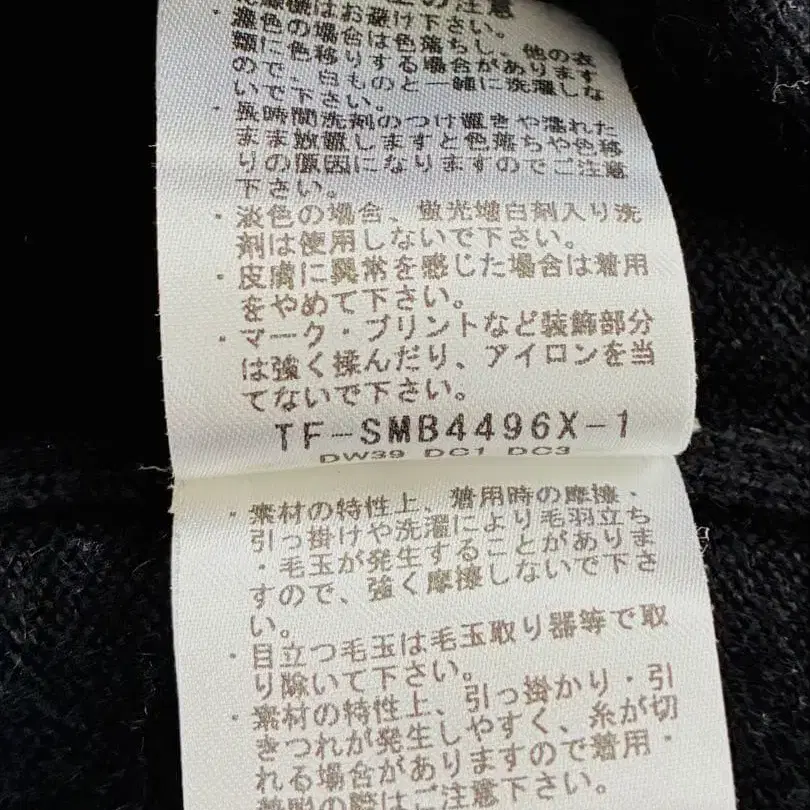 上の注意
摩擦はお避け下さい。
・濃色の場合は色落ちし、他の衣
類に色移りする場合があります
ので、白ものと一緒に洗濯しな
いで下さい。
・長時間洗剤のつけ置きや濡れた
まま放置しますと色落ちや色移
りの原因になりますのでご注意
下さい。
・淡色の場合、蛍光増白剤入り洗
剤は使用しないで下さい。
・皮膚に異常を感じた場合は着用
をやめて下さい。
・マーク・プリントなど装飾部分
は強く揉んだり、アイロンを当
てないで下さい。
TF-SMB4496X-1
DW39 DC1 DC3
・素材の特性上、着用時の摩擦・
引っ掛けや洗濯により毛羽立ち
・毛玉が発生することがありま
すので、強く摩擦しないで下さ
い。
・目立つ毛玉は毛玉取り器等で取
り除いて下さい。
・素材の特性上、引っ掛かり・引
きつれが発生しやすく、糸が切
れる場合がありますので着用・
着脱の際はご注意下さい。